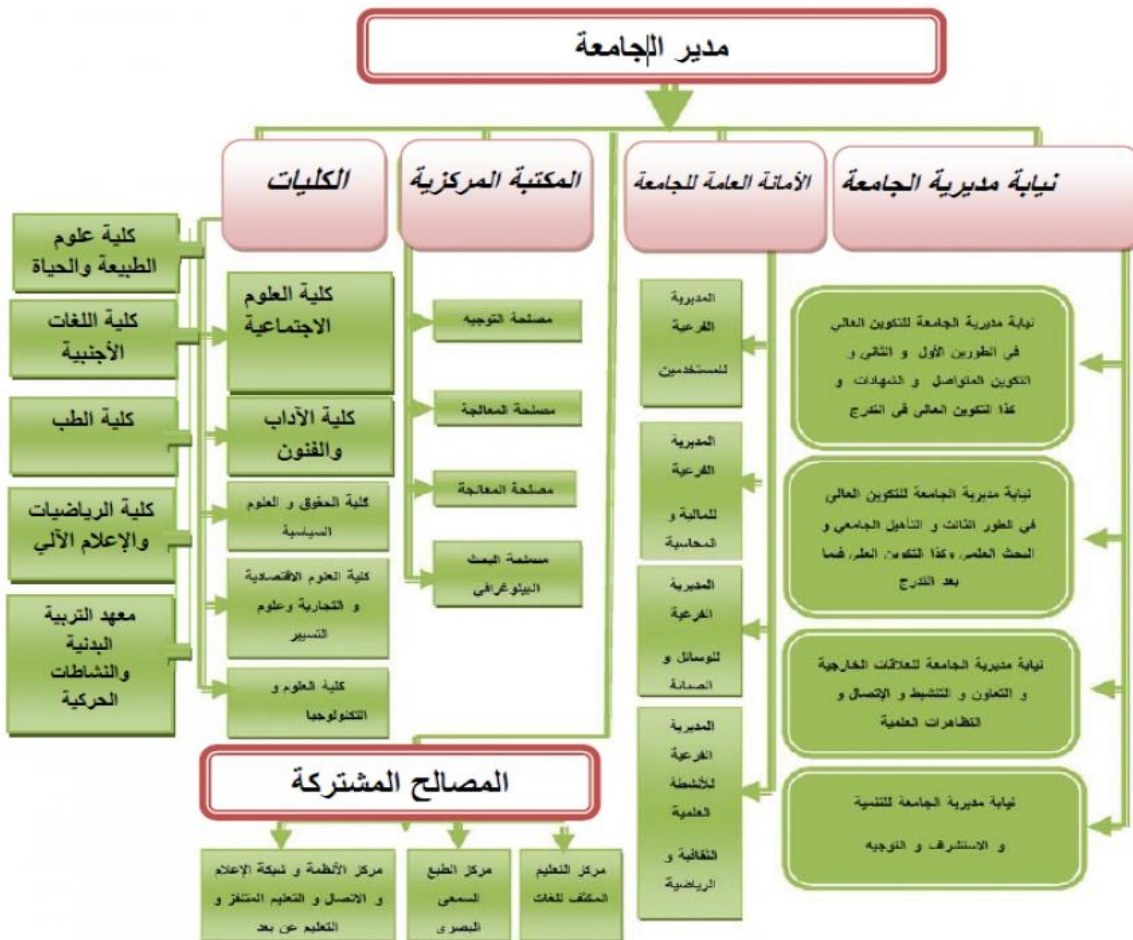 مدير الجامعة
نيابة مديرية الجامعة
الأمانة العامة للجامعة
المكتبة المركزية
الكليات
نيابة مديرية الجامعة للتكوين العالي
في الطورين الأول و الثاني و
التكوين المتواصل و الشهادات و
كذا التكوين العالي في التدرج
نيابة مديرية الجامعة للتكوين العالي
في الطور الثالث و التأهيل الجامعي و
البحث العلمي وكذا التكوين العلي فيما
بعد التدرج
نيابة مديرية الجامعة للعلاقات الخارجية
و التعاون و التنشيط و الإتصال و
التظاهرات العلمية
نيابة مديرية الجامعة للتنمية
و الاستشراف و التوجيه
المديرية
الفرعية
للمستخدمين
المديرية
الفرعية
للمالية و
المحاسبة
المديرية
الفرعية
للوسائل و
الصيانة
المديرية
الفرعية
للأنشطة
العلمية
الثقافية و
الرياضية
مصلحة التوجيه
مصلحة المعالجة
مصلحة المعالجة
مصلحة البحث
البيبلوغرافي
كلية العلوم
الاجتماعية
كلية الآداب
والفنون
كلية الحقوق و العلوم
السياسية
كلية العلوم الاقتصادية
و التجارية وعلوم
التسيير
كلية العلوم و
التكنولوجيا
كلية علوم
الطبيعة والحياة
كلية اللغات
الأجنبية
كلية الطب
كلية الرياضيات
والإعلام الآلي
معهد التربية
البدنية
والنشاطات
الحركية
المصالح المشتركة
مركز التعليم
المكثف للغات
مركز الطبع
السمعي
البصري
مركز الأنظمة و شبكة الإعلام
و الاتصال و التعليم المتلفز و
التعليم عن بعد